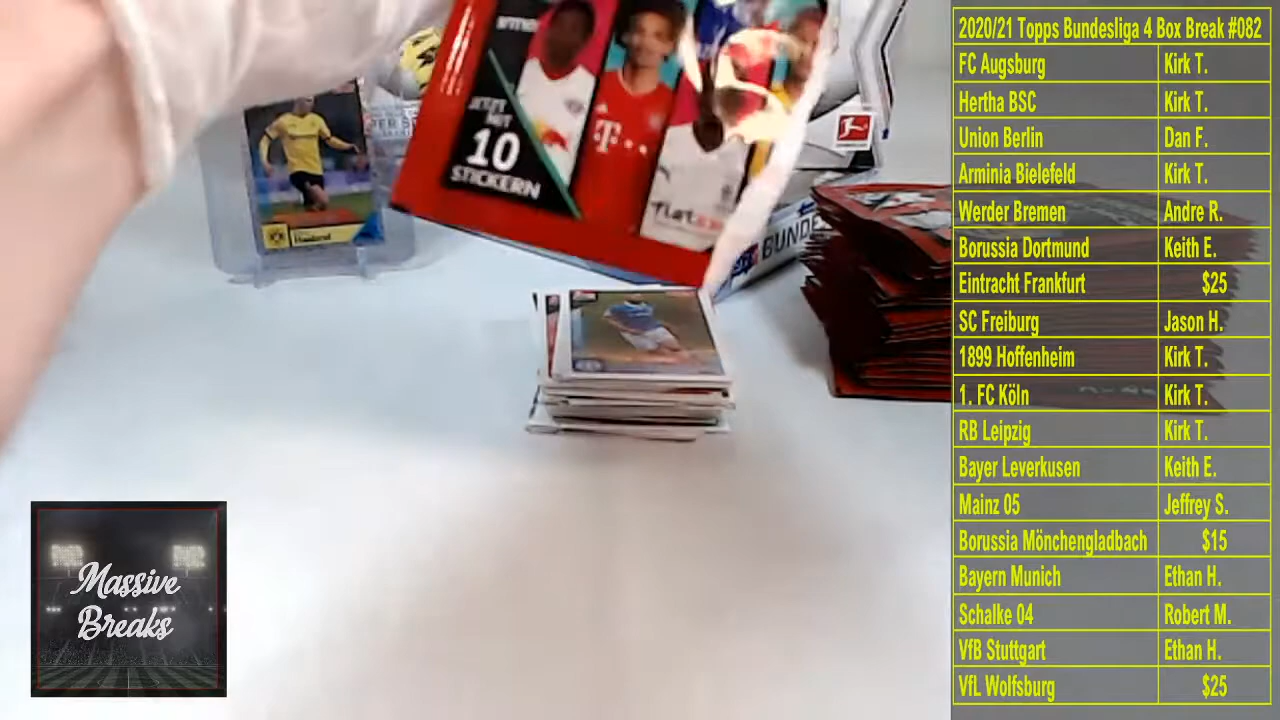 2020/21 Topps Bundesliga 4 Box Break #082
FC Augsburg Kirk T.
Hertha BSC Kirk T.
Union Berlin Dan F.
Arminia Bielefeld Kirk T.
Werder Bremen Andre R.
Borussia Dortmund Keith E.
Eintracht Frankfurt $25
SC Freiburg Jason H.
1899 Hoffenheim Kirk T.
1. FC Köln Kirk T.
RB Leipzig Kirk T.
Bayer Leverkusen Keith E.
Mainz 05 Jeffrey S.
Borussia Mönchengladbach $15
Bayern Munich Ethan H.
Schalke 04 Robert M.
VfB Stuttgart Ethan H.
VfL Wolfsburg $25
JETZT
MIT
10
STICKERN
T
BUNDES
Massive
Breaks